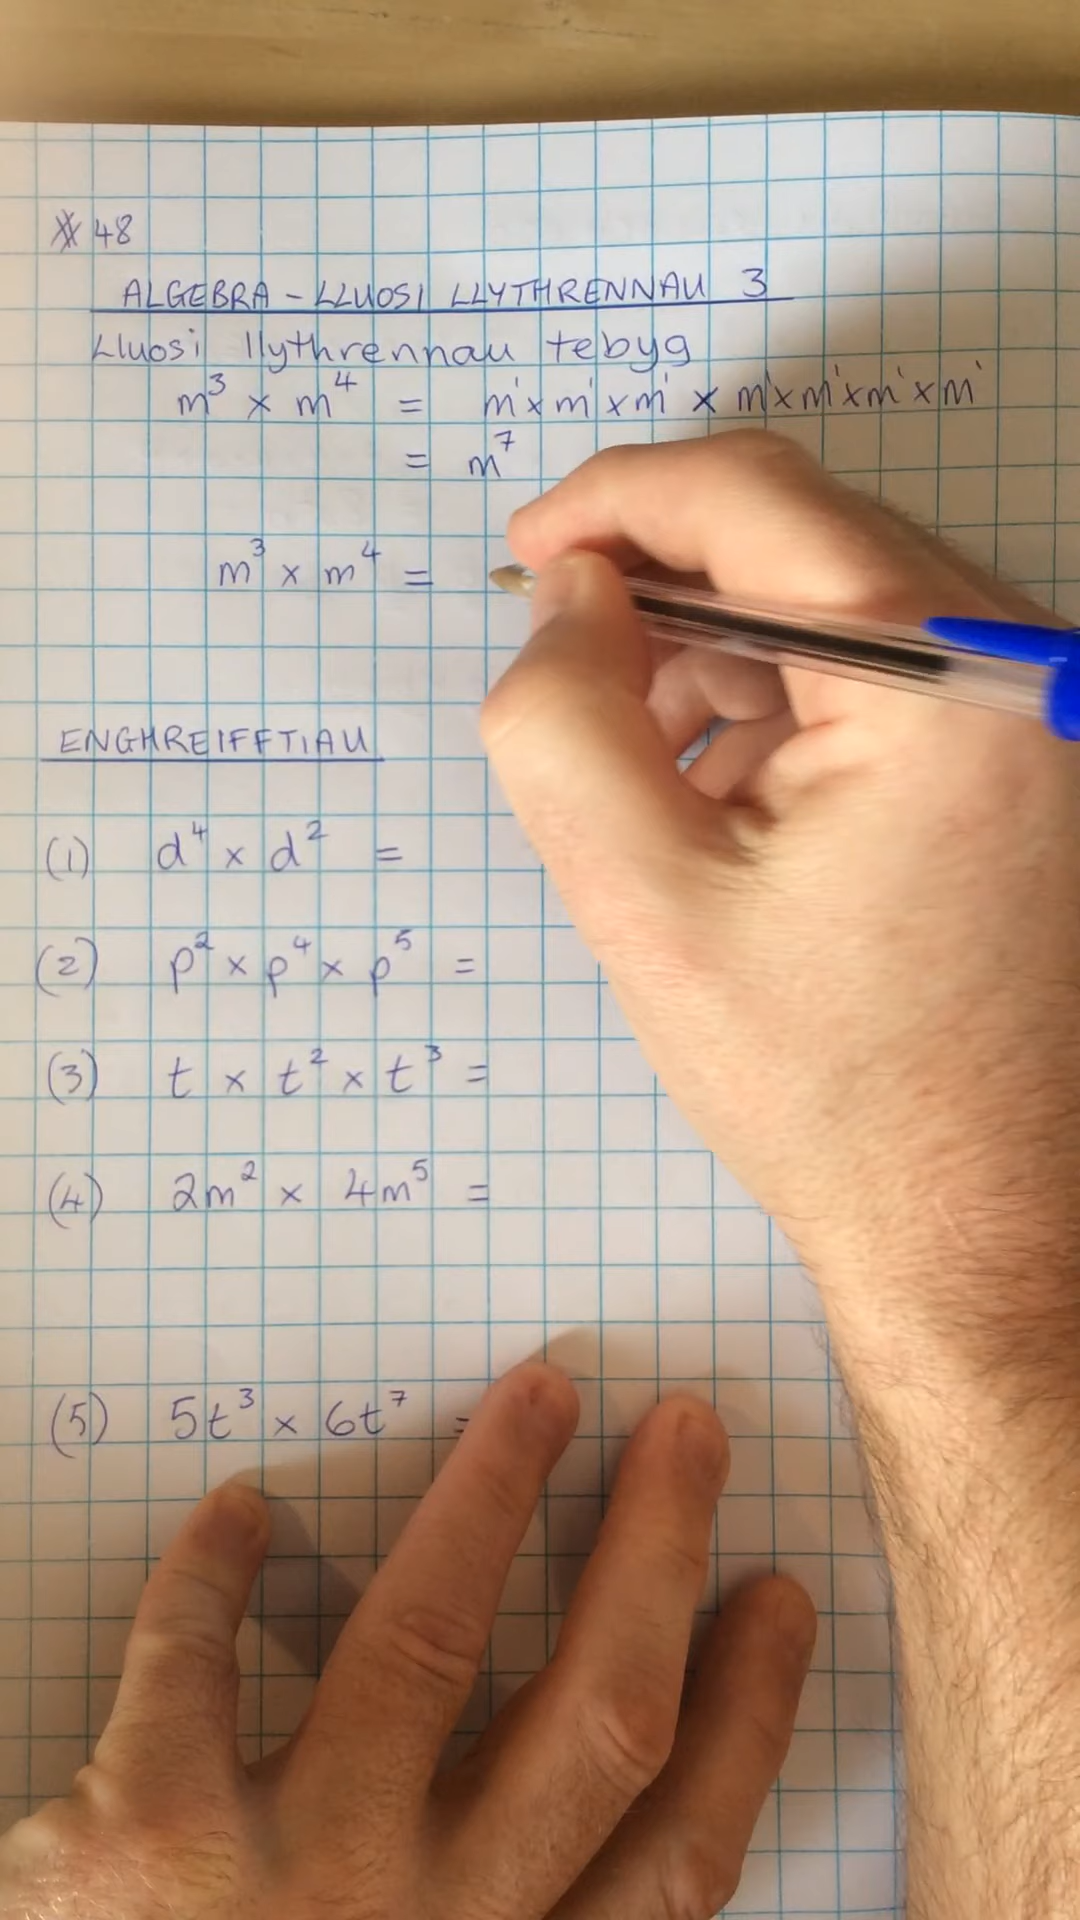 # 48
ALGEBRA - LLUOSI LLYTHRENNAU 3
Lluosi llythrennau tebyg
m³ × m⁴ = m¹ × m¹ × m¹ × m¹ × m¹ × m¹ × m¹
= m⁷
m³ × m⁴ =
ENGHREIFFTIAU
(1) d⁴ × d² =
(2) p² × p⁴ × p⁵ =
(3) t × t² × t³ =
(4) 2m² × 4m⁵ =
(5) 5t³ × 6t⁷ =